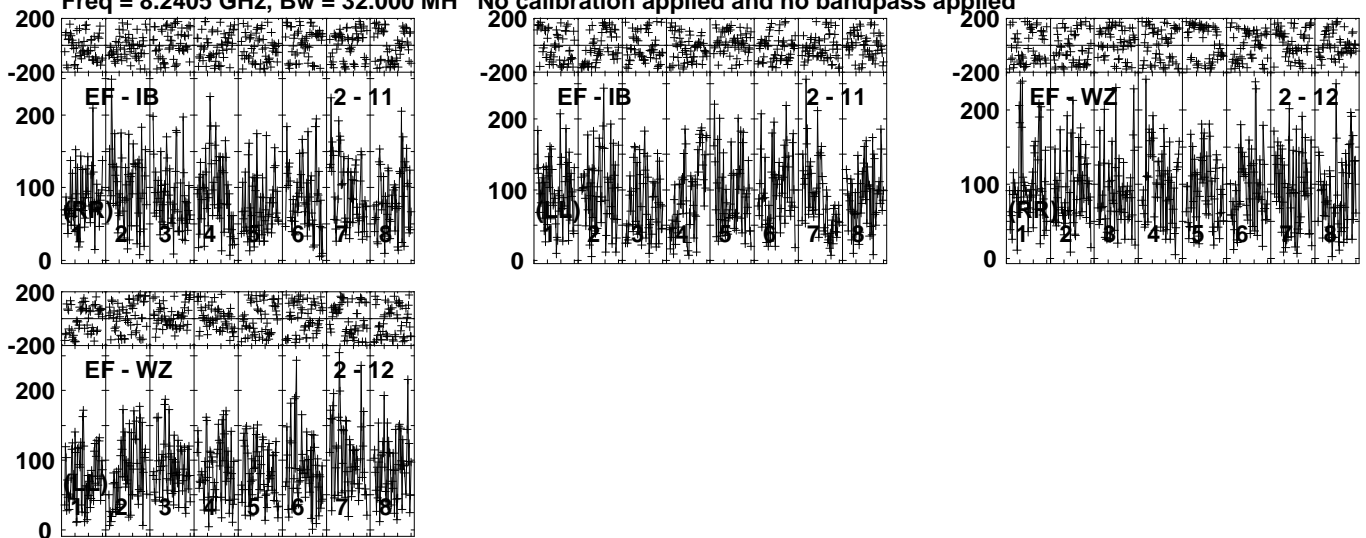 Freq = 8.2405 GHz, Bw = 32.000 MH No calibration applied and no bandpass applied
200
-200
200
100
0
EF - IB 2 - 11
(RR)
1 2 3 4 5 6 7 8
200
-200
200
100
0
EF - IB 2 - 11
(LL)
1 2 3 4 5 6 7 8
200
-200
200
100
0
EF - WZ 2 - 12
(RR)
1 2 3 4 5 6 7 8
200
-200
200
100
0
EF - WZ 2 - 12
(LL)
1 2 3 4 5 6 7 8